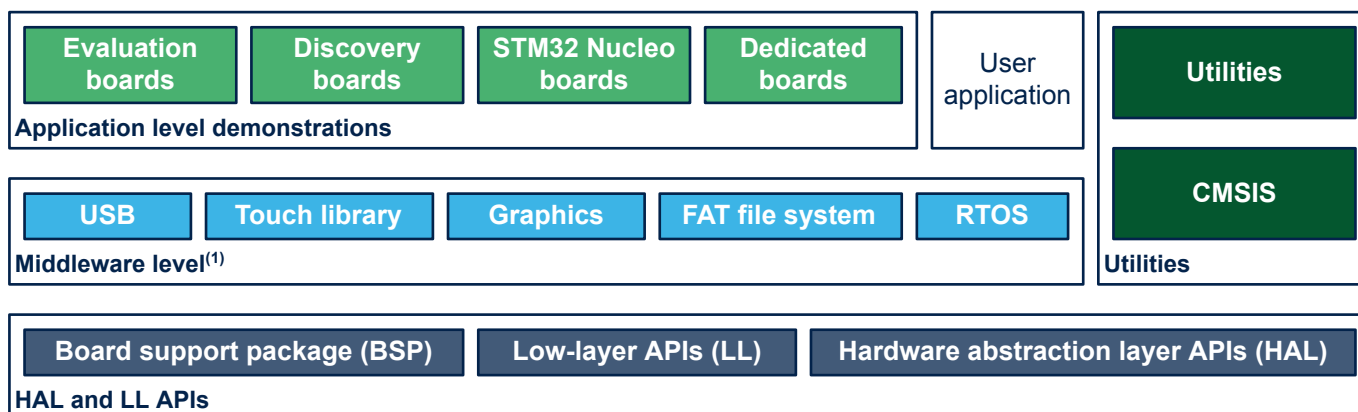 Evaluation
boards
Discovery
boards
STM32 Nucleo
boards
Dedicated
boards
Application level demonstrations
User
application
Utilities
CMSIS
Utilities
USB
Touch library
Graphics
FAT file system
RTOS
Middleware level(1)
Board support package (BSP)
Low-layer APIs (LL)
Hardware abstraction layer APIs (HAL)
HAL and LL APIs